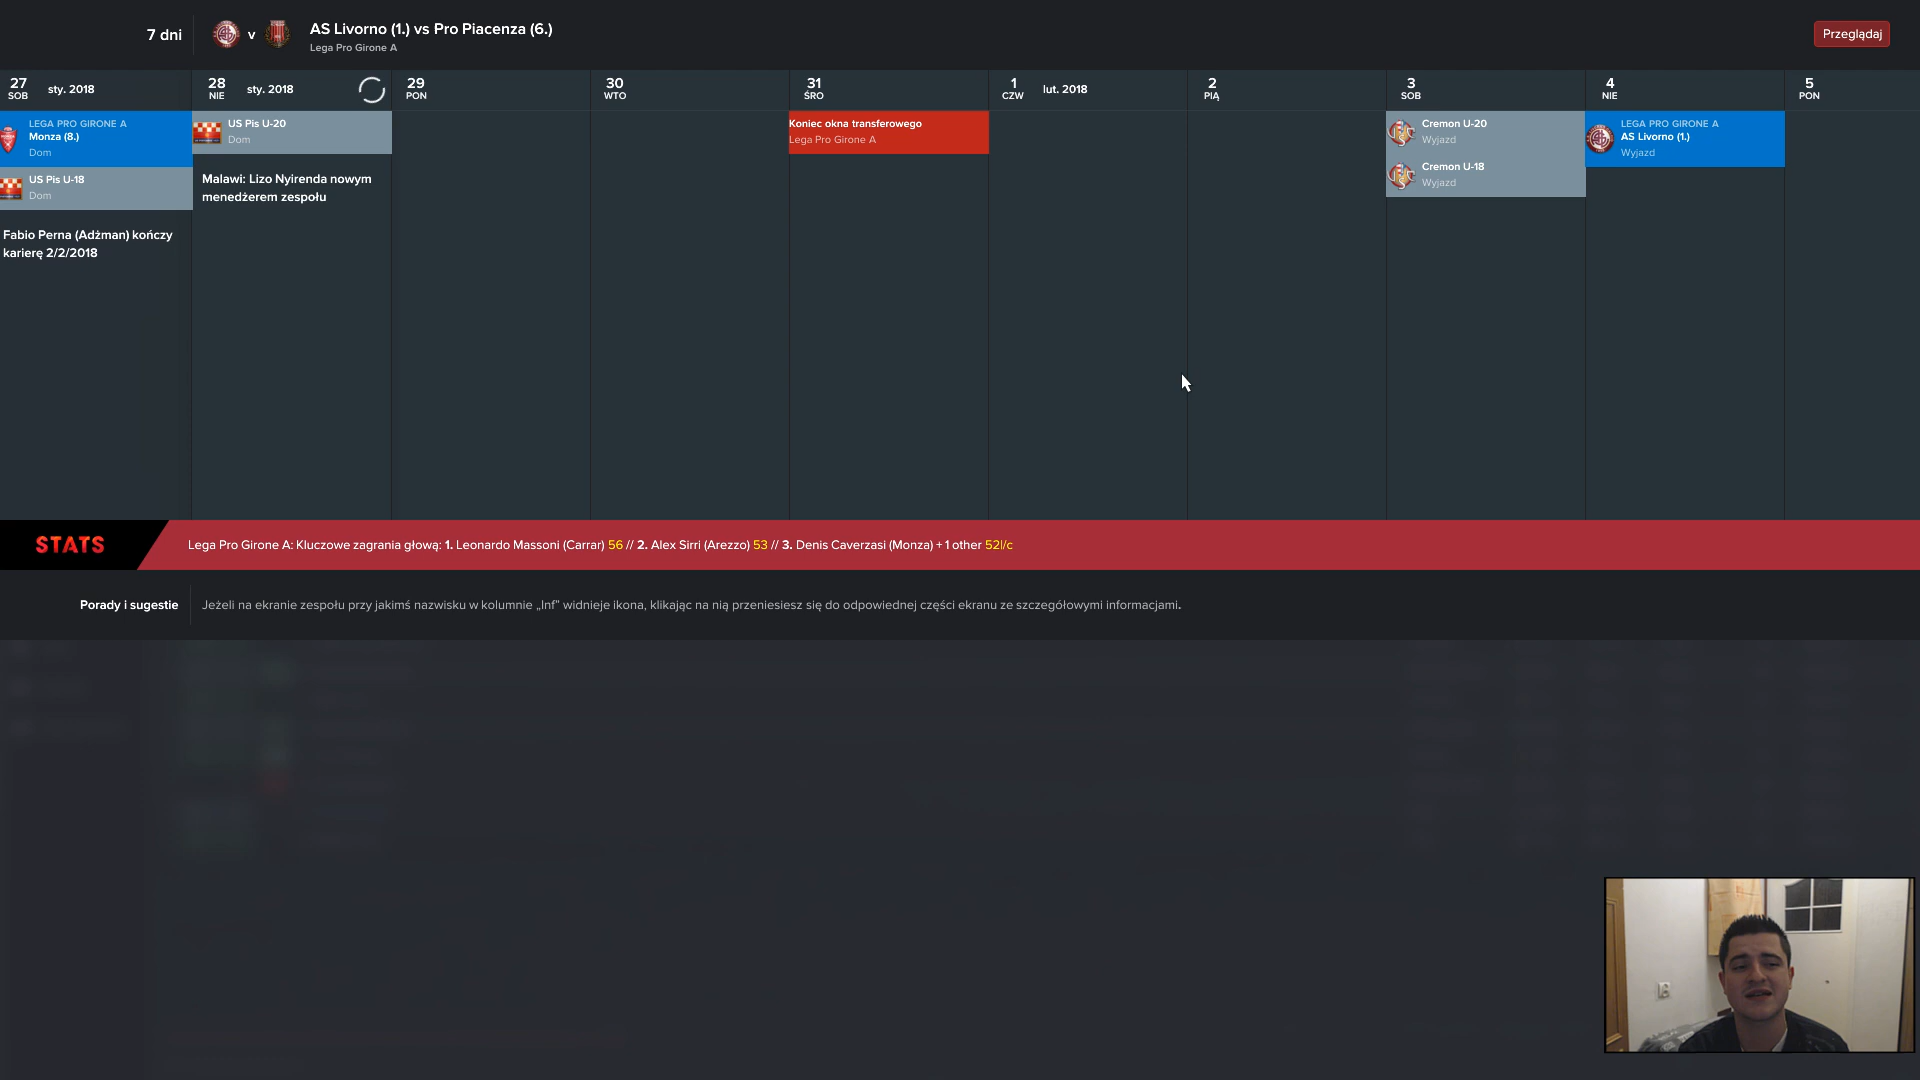 7 dni
v
AS Livorno (1.) vs Pro Piacenza (6.)
Lega Pro Girone A
Przeglądaj
27 SOB sty. 2018
28 NIE sty. 2018
29 PON
30 WTO
31 ŚRO
1 CZW lut. 2018
2 PIĄ
3 SOB
4 NIE
5 PON
LEGA PRO GIRONE A
Monza (8.)
Dom
US Pis U-18
Dom
Fabio Perna (Adżman) kończy
karierę 2/2/2018
US Pis U-20
Dom
Malawi: Lizo Nyirenda nowym
menedżerem zespołu
Koniec okna transferowego
Lega Pro Girone A
Cremon U-20
Wyjazd
Cremon U-18
Wyjazd
LEGA PRO GIRONE A
AS Livorno (1.)
Wyjazd
STATS
Lega Pro Girone A: Kluczowe zagrania głową: 1. Leonardo Massoni (Carrar) 56 // 2. Alex Sirri (Arezzo) 53 // 3. Denis Caverzasi (Monza) + 1 other 52|/c
Porady i sugestie
Jeżeli na ekranie zespołu przy jakimś nazwisku w kolumnie „Inf” widnieje ikona, klikając na nią przeniesiesz się do odpowiednej części ekranu ze szczegółowymi informacjami.